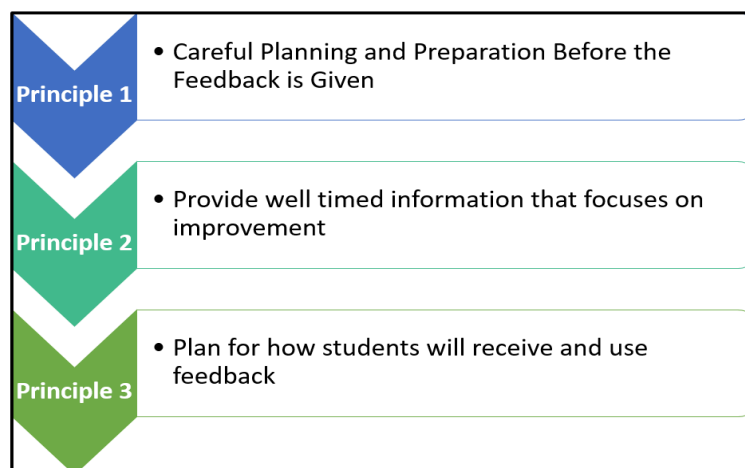 Principle 1
• Careful Planning and Preparation Before the
Feedback is Given
Principle 2
• Provide well timed information that focuses on
improvement
Principle 3
• Plan for how students will receive and use
feedback